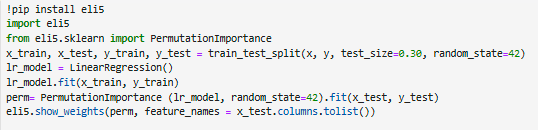 !pip install eli5
import eli5
from eli5.sklearn import PermutationImportance
x_train, x_test, y_train, y_test = train_test_split(x, y, test_size=0.30, random_state=42)
lr_model = LinearRegression()
lr_model.fit(x_train, y_train)
perm= PermutationImportance (lr_model, random_state=42).fit(x_test, y_test)
eli5.show_weights(perm, feature_names = x_test.columns.tolist())